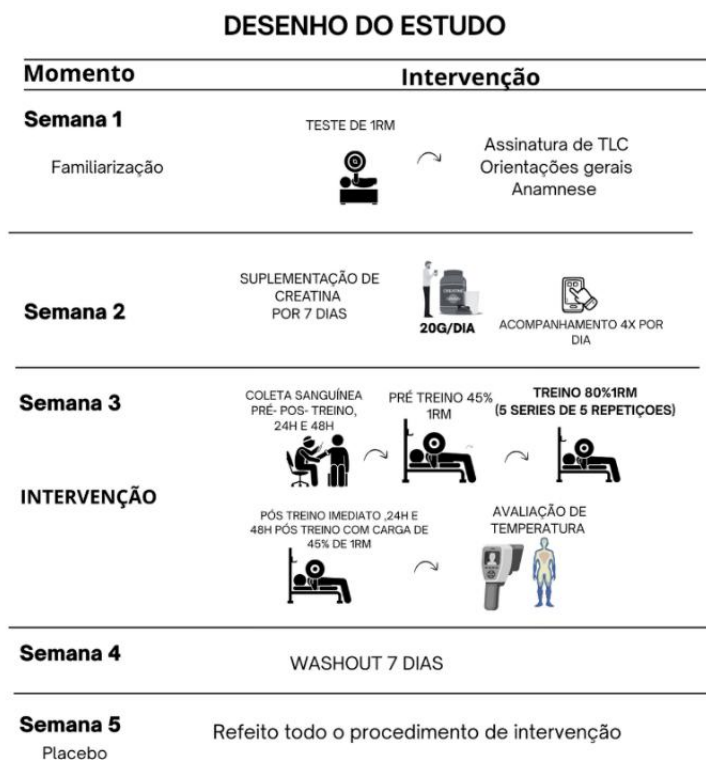 DESENHO DO ESTUDO
Momento
Intervenção
Semana 1
Familiarização
TESTE DE 1RM
Assinatura de TLC
Orientações gerais
Anamnese
Semana 2
SUPLEMENTAÇÃO DE
CREATINA
POR 7 DIAS
CREATINE
20G/DIA
ACOMPANHAMENTO 4X POR
DIA
Semana 3
INTERVENÇÃO
COLETA SANGUÍNEA
PRÉ- POS- TREINO,
24H E 48H
PRÉ TREINO 45%
1RM
TREINO 80%1RM
(5 SERIES DE 5 REPETIÇOES)
PÓS TREINO IMEDIATO ,24H E
48H PÓS TREINO COM CARGA DE
45% DE 1RM
AVALIAÇÃO DE
TEMPERATURA
Semana 4
WASHOUT 7 DIAS
Semana 5
Placebo
Refeito todo o procedimento de intervenção